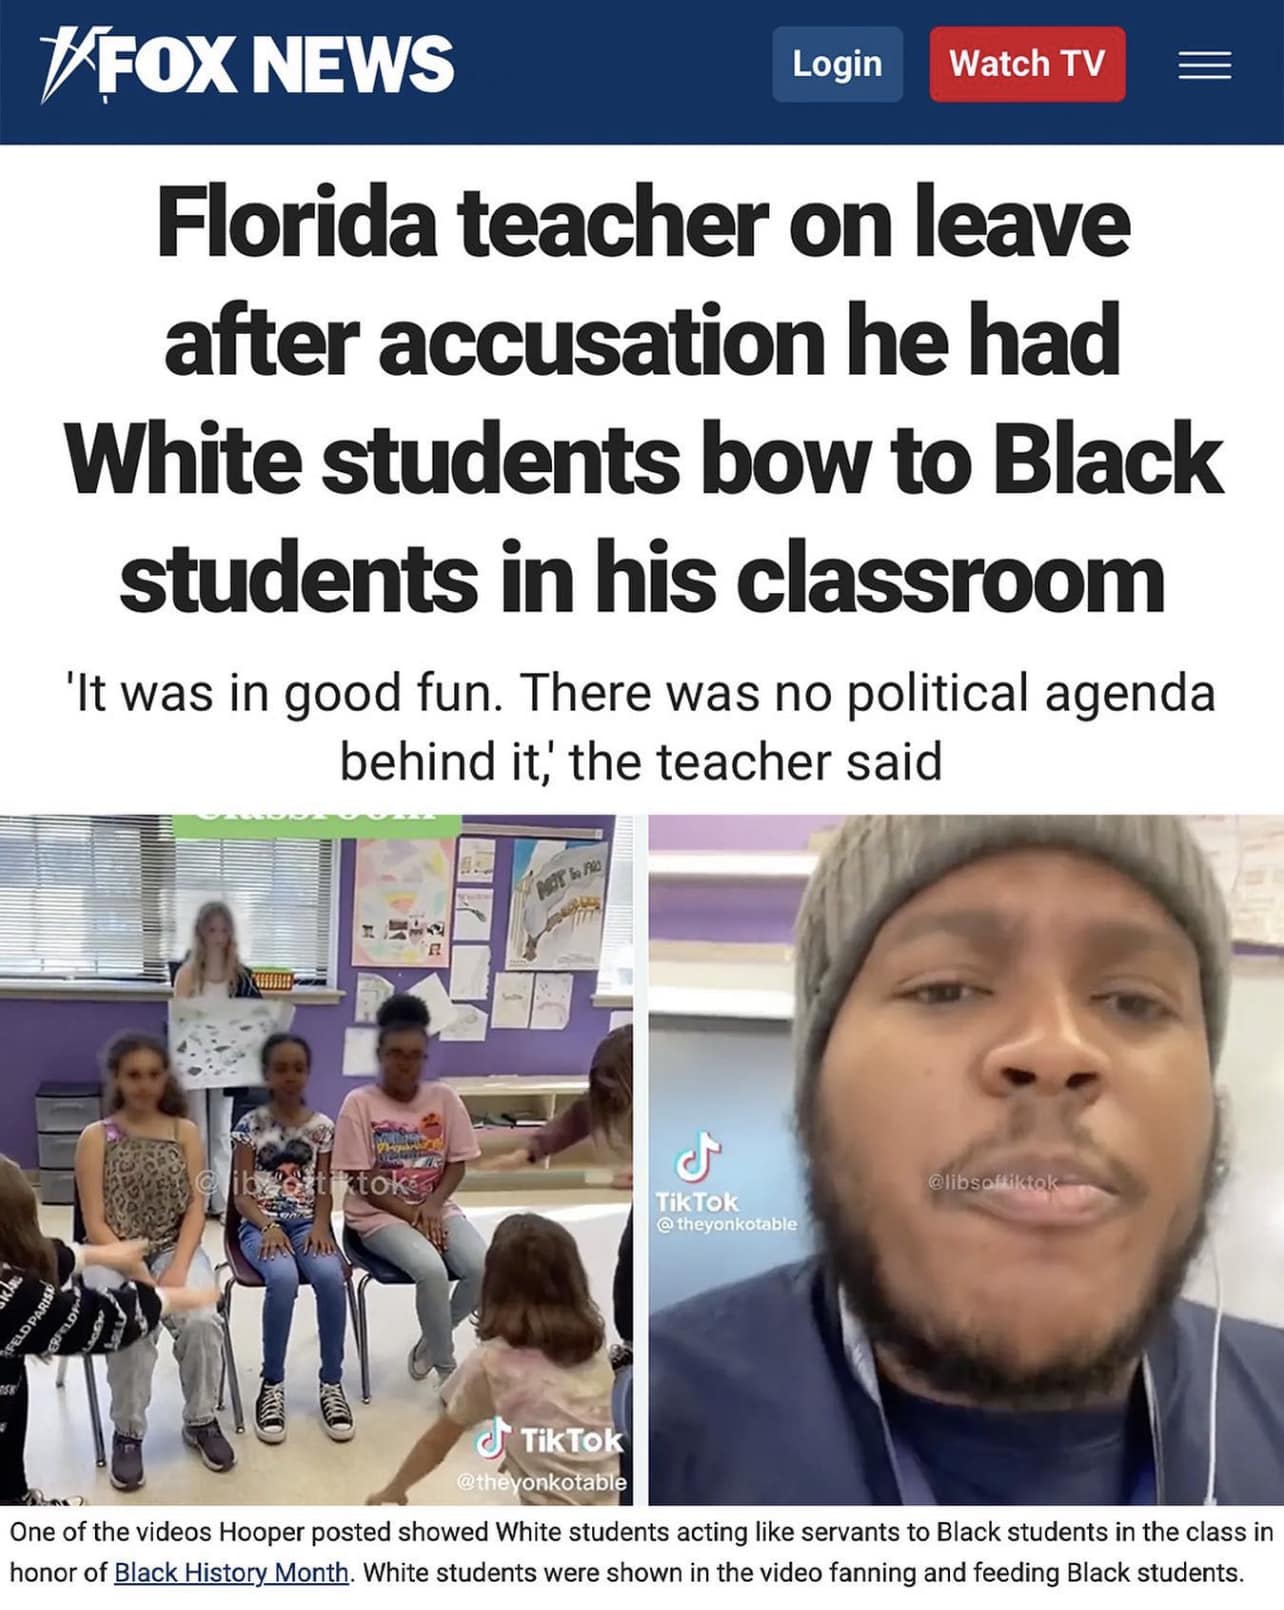 FOX NEWS
Login
Watch TV
Florida teacher on leave
after accusation he had
White students bow to Black
students in his classroom
'It was in good fun. There was no political agenda
behind it,' the teacher said
NOT
@libsoftiktok
TikTok
@theyonkotable
TikTok
@theyonkotable
@libsoftiktok
One of the videos Hooper posted showed White students acting like servants to Black students in the class in
honor of Black History Month. White students were shown in the video fanning and feeding Black students.